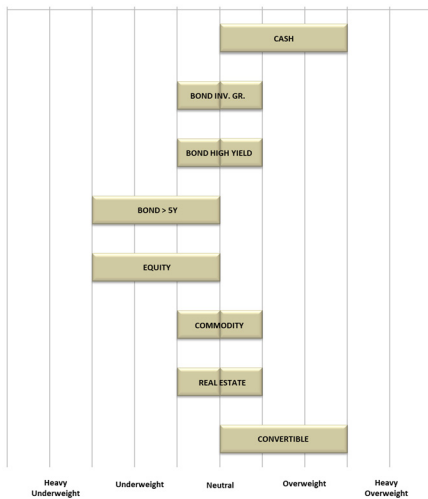 CASH
BOND INV. GR.
BOND HIGH YIELD
BOND > 5Y
EQUITY
COMMODITY
REAL ESTATE
CONVERTIBLE
Heavy Underweight
Underweight
Neutral
Overweight
Heavy Overweight